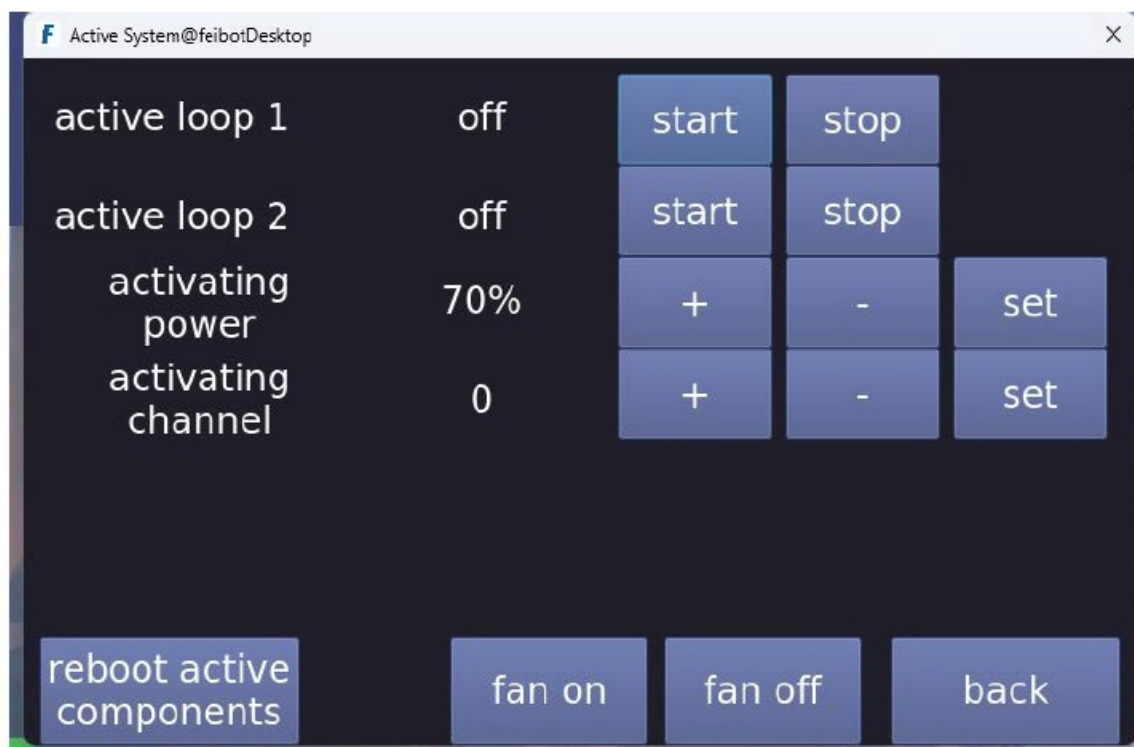 F Active System@feibotDesktop
active loop 1 off start stop
active loop 2 off start stop
activating power 70% + - set
activating channel 0 + - set
reboot active components fan on fan off back